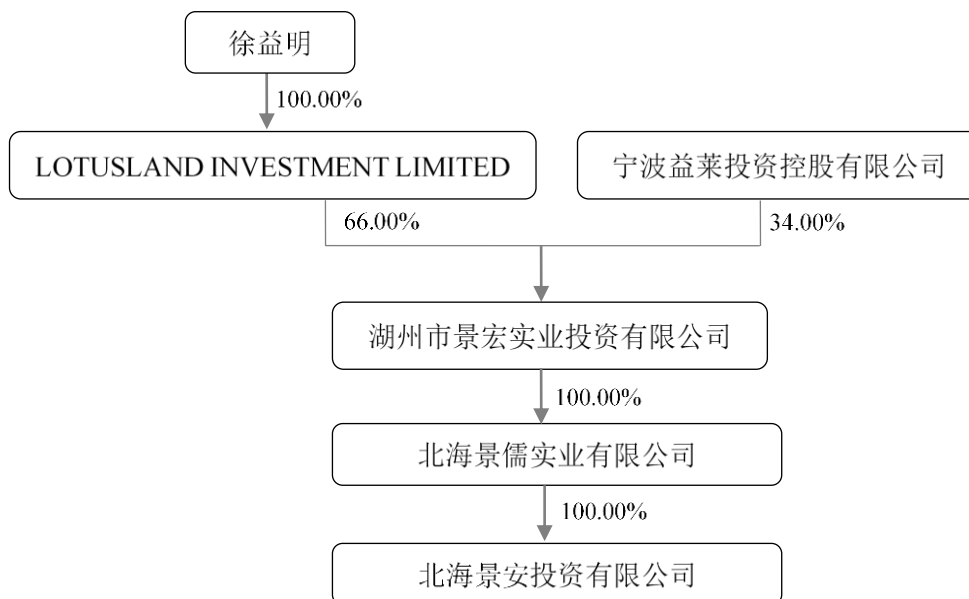 徐益明
100.00%
LOTUSLAND INVESTMENT LIMITED
宁波益莱投资控股有限公司
66.00%
34.00%
湖州市景宏实业投资有限公司
100.00%
北海景儒实业有限公司
100.00%
北海景安投资有限公司